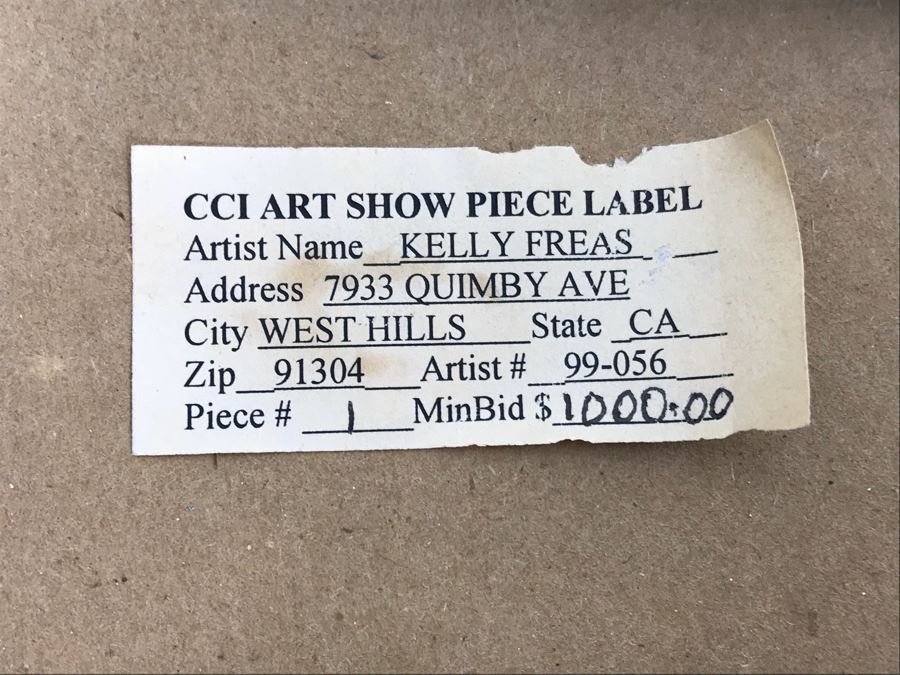 CCI ART SHOW PIECE LABEL
Artist Name KELLY FREAS
Address 7933 QUIMBY AVE
City WEST HILLS State CA
Zip 91304 Artist # 99-056
Piece # 1 MinBid $1000.00